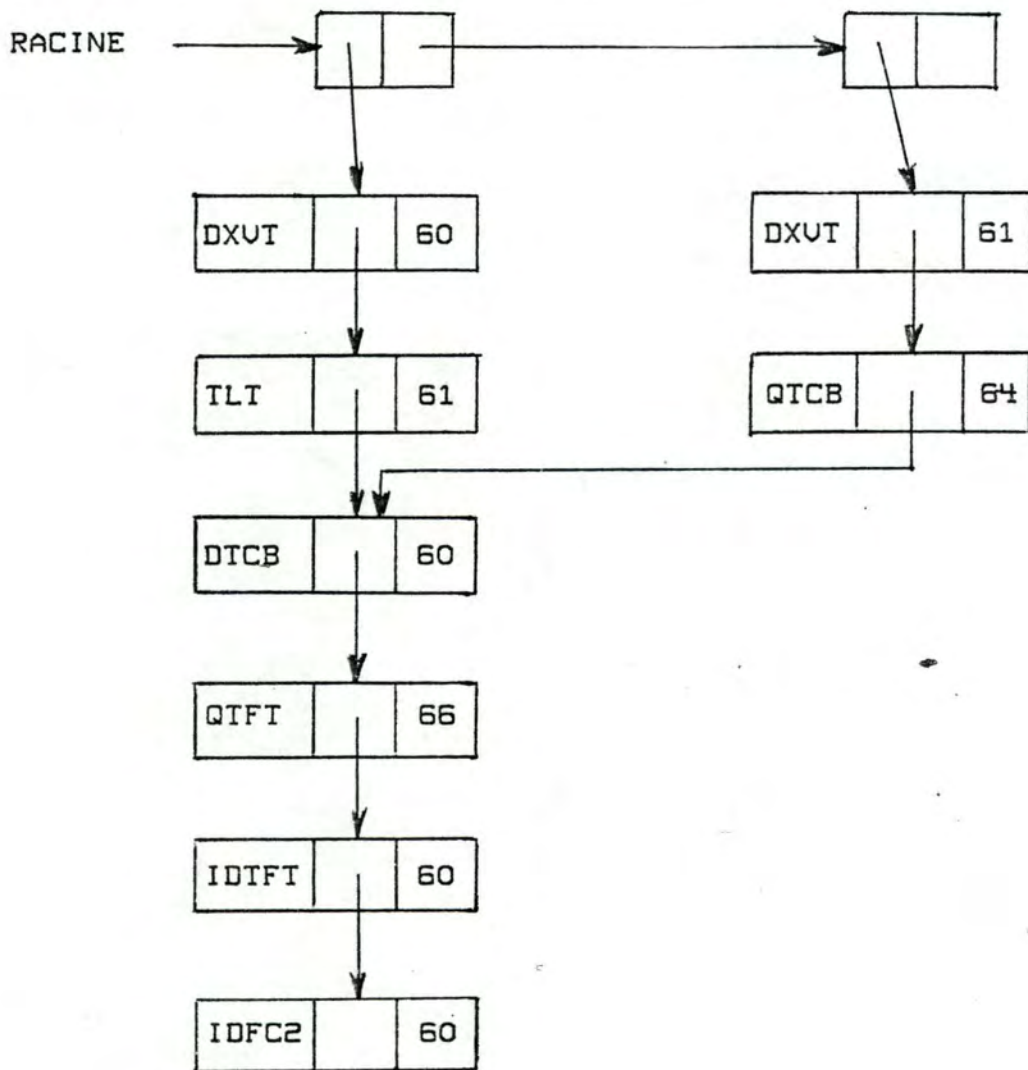 RACINE
DXVT 60 DXVT 61
TLT 61 QTCB 64
DTCB 60
QTFT 66
IDTFT 60
IDFC2 60